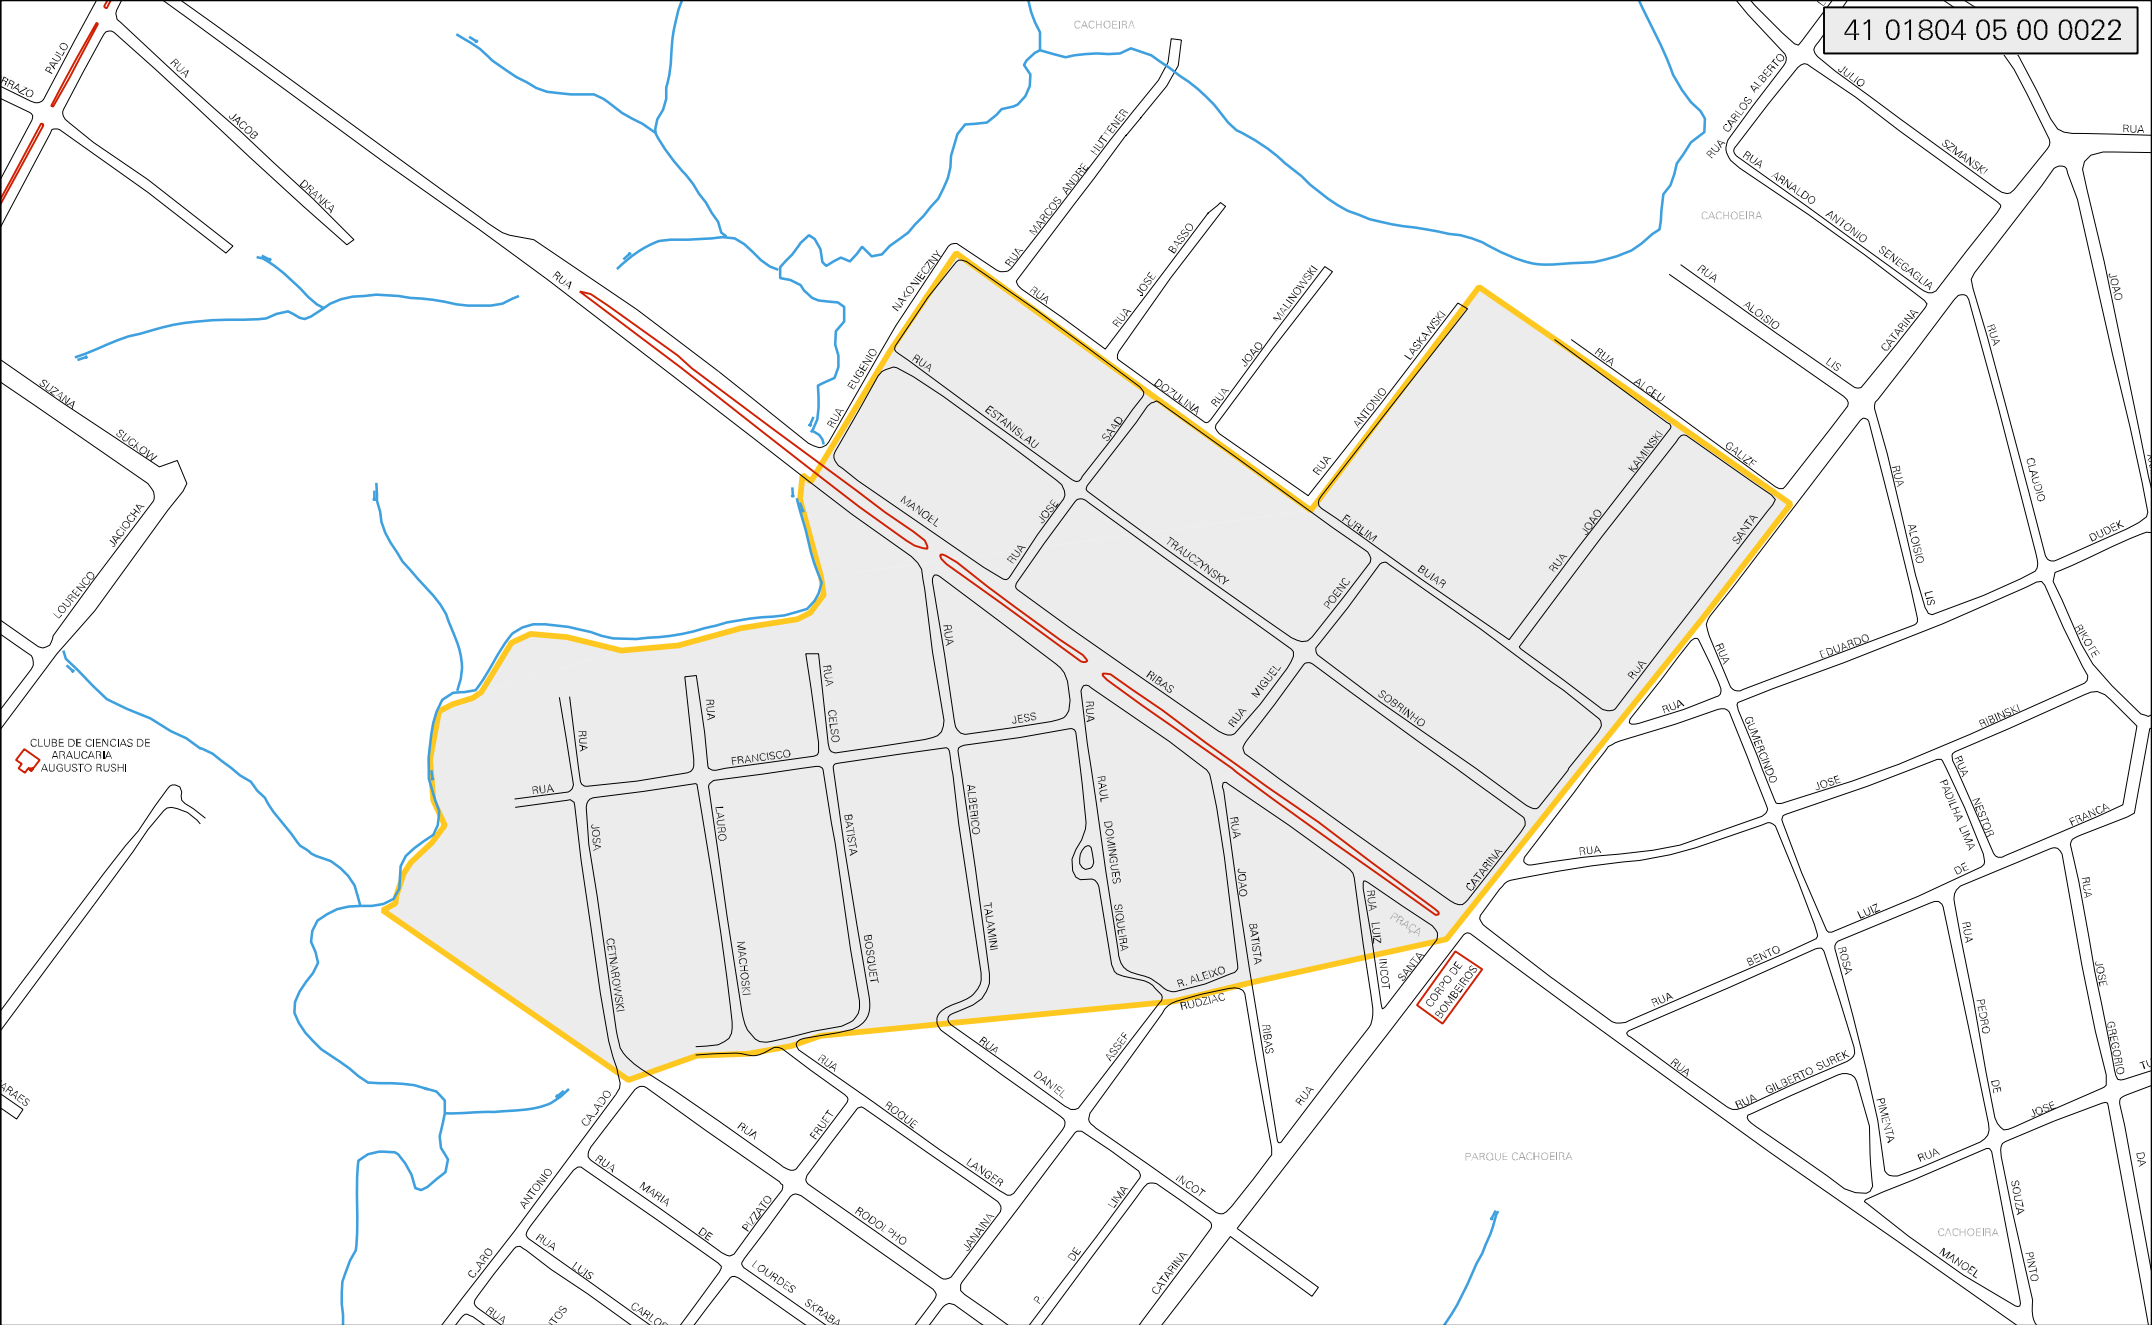 41 01804 05 00 0022
CACHOEIRA
PAULO
RRAZO
RUA JACOB DRANKA
RUA
RUA CARLOS ALBERTO
JULIO SZMANSKI
RUA
RUA ARNALDO ANTONIO SENEGAGLIA
CACHOEIRA
RUA MARCOS ANDRE HUTTENER
RUA JOSE BASSO
RUA JOAO MALINOWSKI
RUA ANTONIO LASKAWSKI
RUA ALOISIO LIS
CATARINA
RUA ALCEU GALIZE
RUA EUGENIO NAKONIECZNY
RUA DOZULINA
FURLIM BUIAR
RUA ESTANISLAU
TRAUCZYNSKY
SOBRINHO
RUA JOSE SAAD
RUA MIGUEL POENC
RUA JOAO KAMINSKI
RUA SANTA CATARINA
MANOEL RIBAS
SUZANA SUCKOW
LOURENCO JACIOCHA
CLUBE DE CIENCIAS DE
ARAUCARIA
AUGUSTO RUSHI
RUA FRANCISCO JESS
RUA JOSA CETNAROWSKI
RUA LAURO MACHOSKI
RUA CELSO BATISTA BOSQUET
RUA ALBERICO TALAMINI
RUA RAUL DOMINGUES SIQUEIRA
RUA JOAO BATISTA RIBAS
RUA LUIZ INCOT
PRAÇA
SANTA
R. ALEIXO
RUDZIAC
CORPO DE
BOMBEIROS
RUA CLAUDIO
JOAO
RUA ALOISIO LIS
DUDEK
RIKOTE
RUA EDUARDO
RUA GUMERCINDO
RUA JOSE RIBINSKI
RUA NESTOR
PADILHA LIMA
RUA BENTO
LUIZ DE FRANCA
ROSA PIMENTA
RUA PEDRO DE SOUZA PINTO
RUA JOSE GREGORIO
RUA GILBERTO SUREK
RUA JOSE
TU
DA
RUA MANOEL
CACHOEIRA
PARQUE CACHOEIRA
RUA DANIEL INCOT
ASSEF
RUA
RUA ROQUE LANGER
RUA RODOLPHO
FRUET
PIZZATO
JANAINA
P. DE LIMA
CATARINA
RUA MARIA DE LOURDES SKRABA
RUA LUIS CARLOS
RUA
CLARO ANTONIO CALADO
ARAES